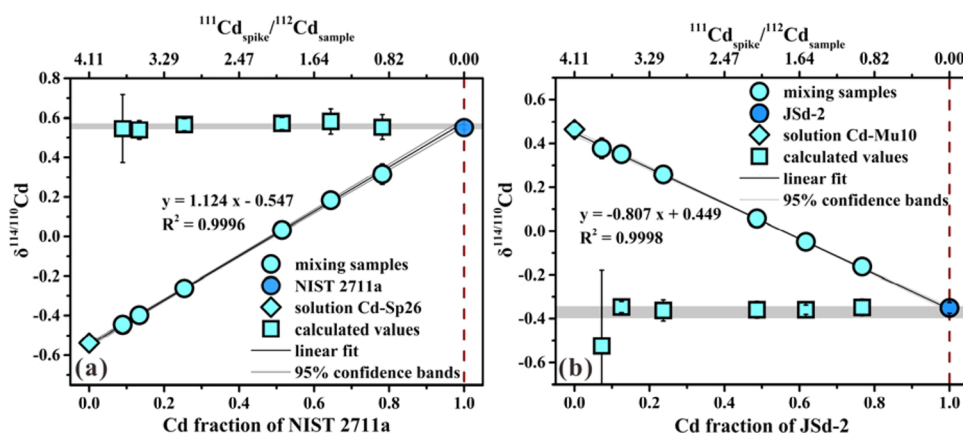 ¹¹¹Cd_spike/¹¹²Cd_sample
4.11 3.29 2.47 1.64 0.82 0.00
0.8
0.6
0.4
0.2
0.0
-0.2
-0.4
-0.6
δ¹¹⁴/¹¹⁰Cd
y = 1.124 x - 0.547
R² = 0.9996
mixing samples
NIST 2711a
solution Cd-Sp26
calculated values
linear fit
95% confidence bands
(a)
0.0 0.2 0.4 0.6 0.8 1.0
Cd fraction of NIST 2711a
¹¹¹Cd_spike/¹¹²Cd_sample
4.11 3.29 2.47 1.64 0.82 0.00
0.6
0.4
0.2
0.0
-0.2
-0.4
-0.6
δ¹¹⁴/¹¹⁰Cd
mixing samples
JSd-2
solution Cd-Mu10
calculated values
linear fit
95% confidence bands
y = -0.807 x + 0.449
R² = 0.9998
(b)
0.0 0.2 0.4 0.6 0.8 1.0
Cd fraction of JSd-2